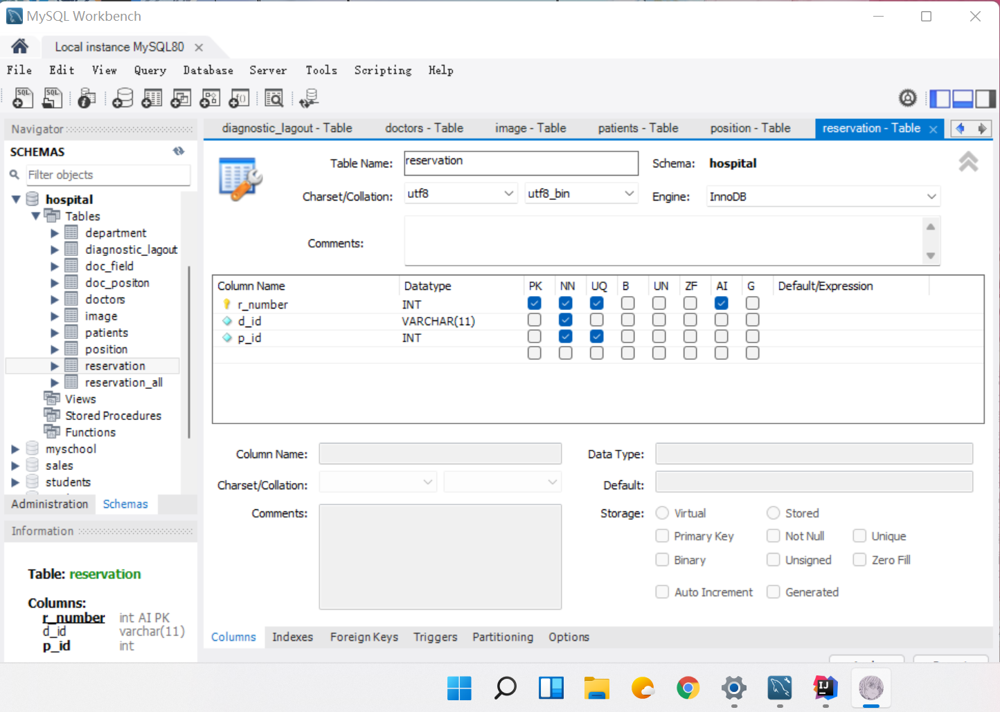 MySQL Workbench
Local instance MySQL80
File Edit View Query Database Server Tools Scripting Help
Navigator
SCHEMAS
Filter objects
hospital
Tables
department
diagnostic_lagout
doc_field
doc_positon
doctors
image
patients
position
reservation
reservation_all
Views
Stored Procedures
Functions
myschool
sales
students
Administration Schemas
Information
Table: reservation
Columns:
r_number int AI PK
d_id varchar(11)
p_id int
diagnostic_lagout - Table doctors - Table image - Table patients - Table position - Table reservation - Table
Table Name: reservation Schema: hospital
Charset/Collation: utf8 utf8_bin Engine: InnoDB
Comments:
Column Name Datatype PK NN UQ B UN ZF AI G Default/Expression
r_number INT
d_id VARCHAR(11)
p_id INT
Column Name: Data Type:
Charset/Collation: Default:
Comments: Storage: Virtual Stored
Primary Key Not Null Unique
Binary Unsigned Zero Fill
Auto Increment Generated
Columns Indexes Foreign Keys Triggers Partitioning Options